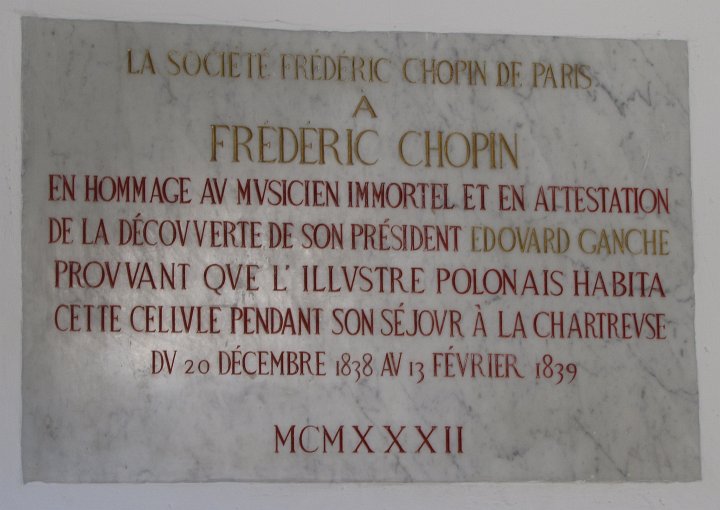 LA SOCIÉTÉ FRÉDÉRIC CHOPIN DE PARIS
À
FRÉDÉRIC CHOPIN
EN HOMMAGE AV MVSICIEN IMMORTEL ET EN ATTESTATION
DE LA DÉCOVVERTE DE SON PRÉSIDENT EDOVARD GANCHE
PROVVANT QVE L'ILLVSTRE POLONAIS HABITA
CETTE CELLVLE PENDANT SON SÉJOVR À LA CHARTREVSE
DV 20 DÉCEMBRE 1838 AV 13 FÉVRIER 1839
MCMXXXII